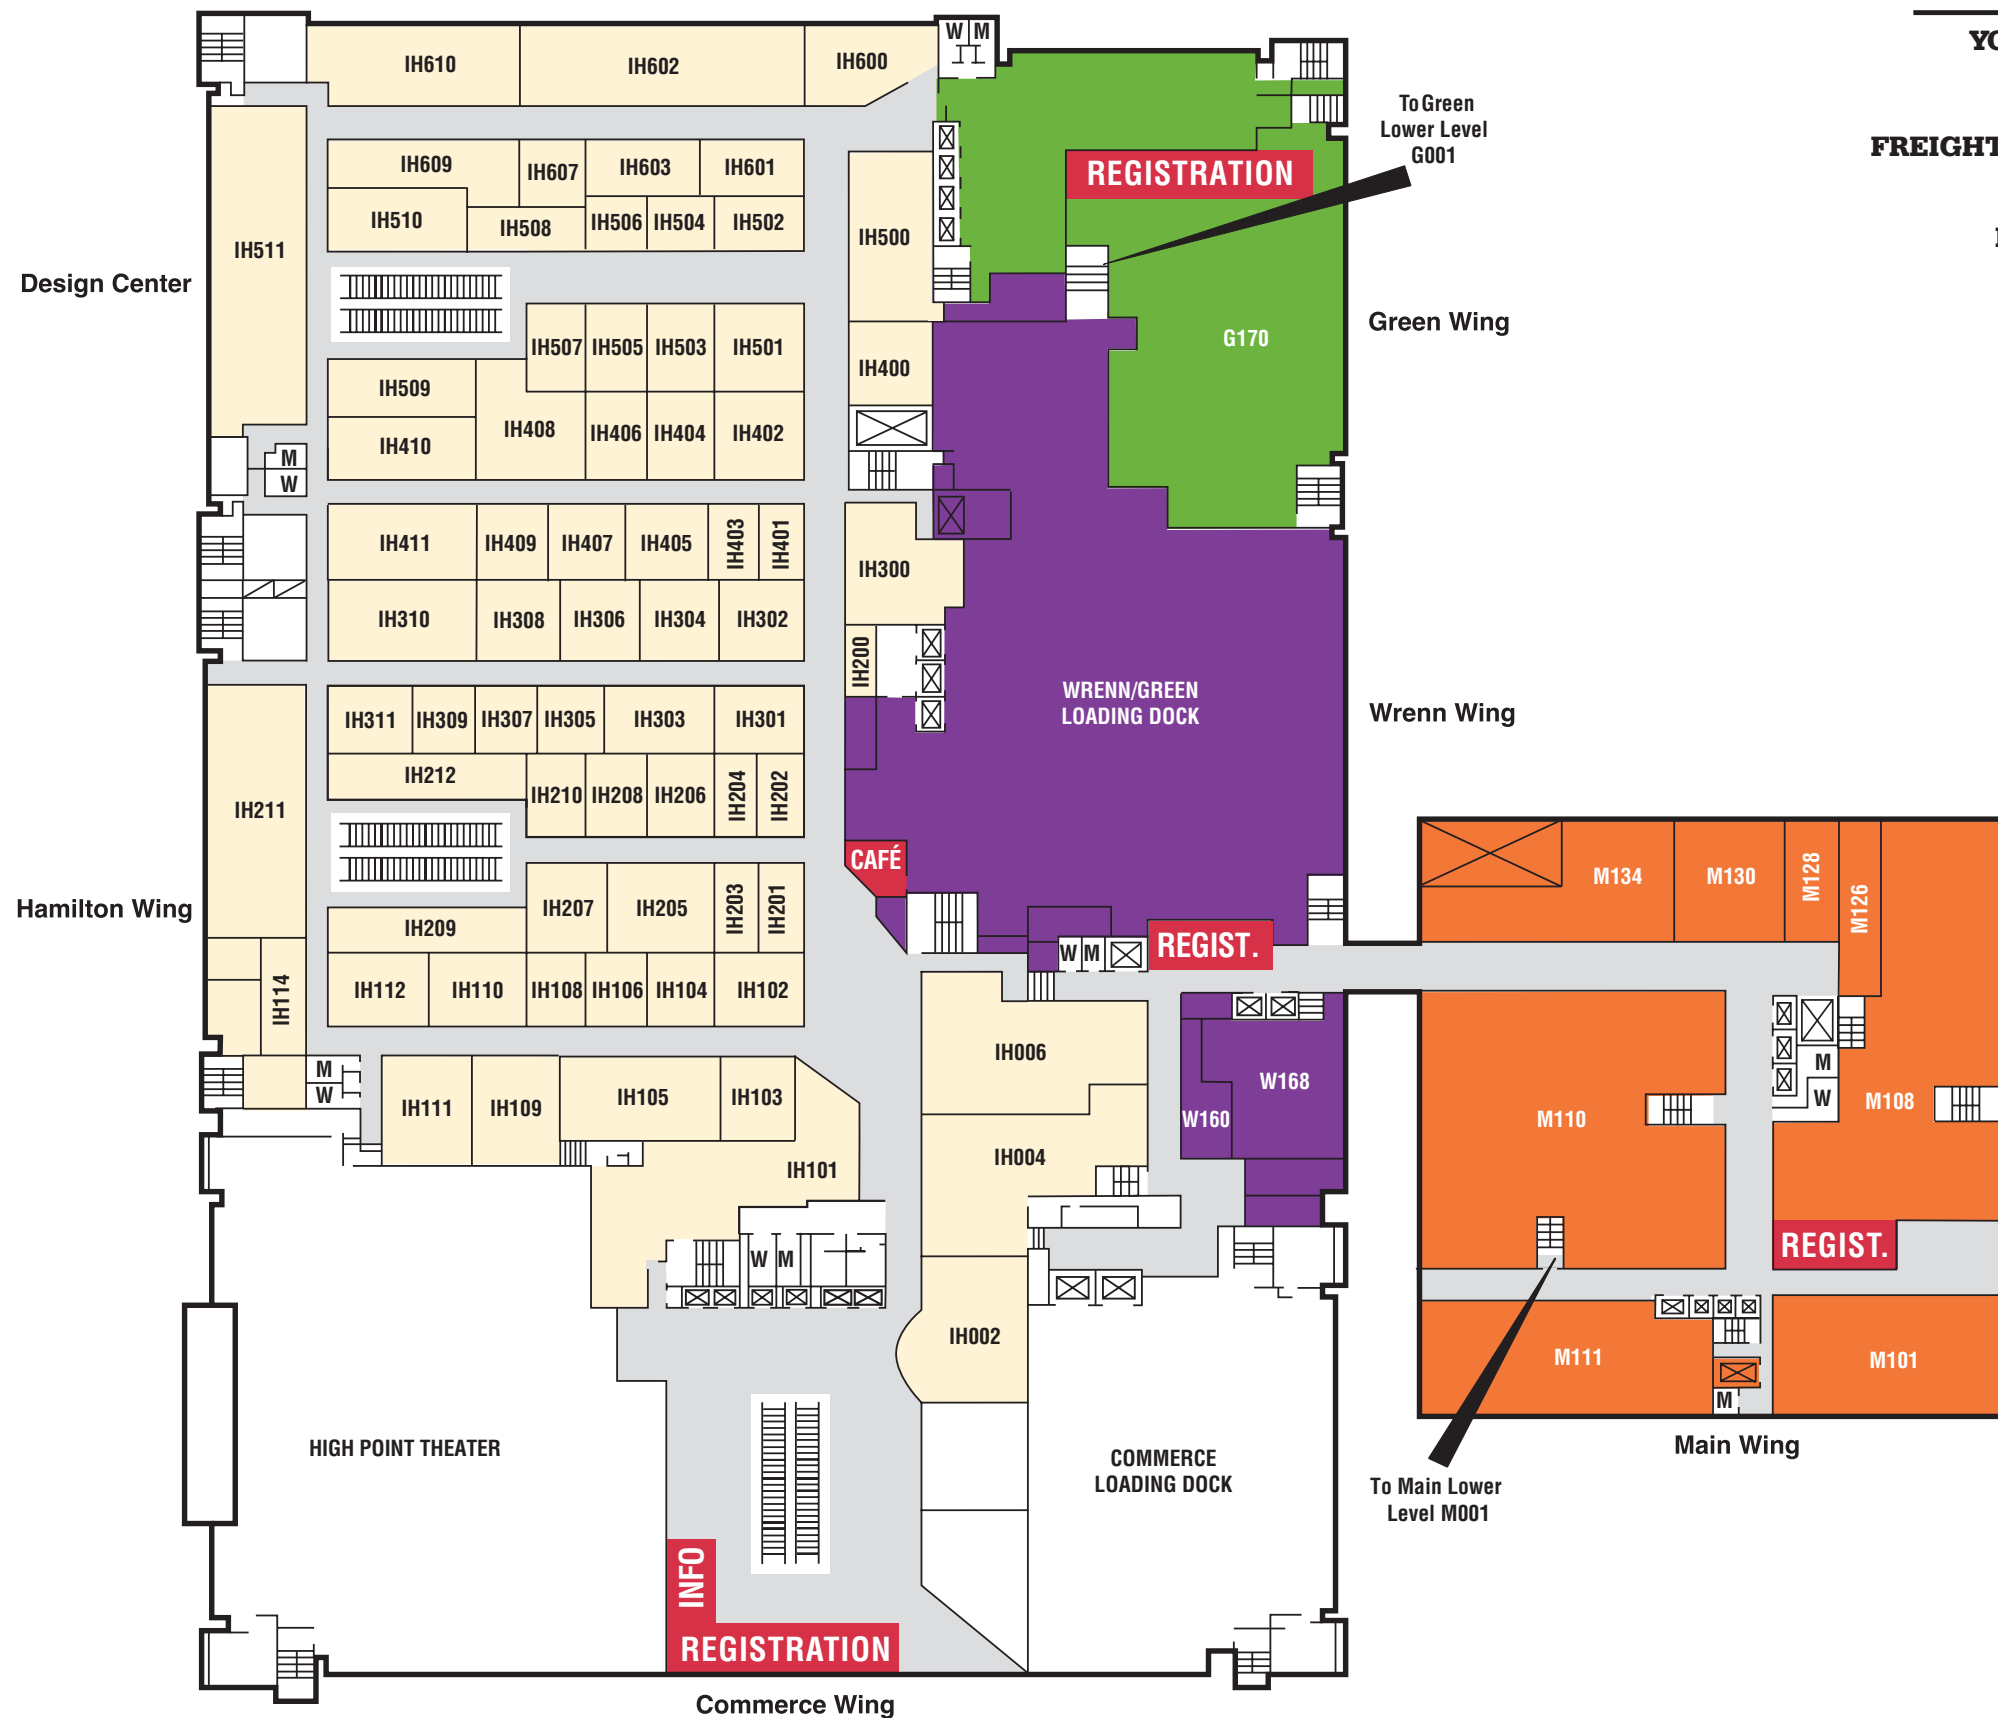 YO
FREIGHT
W M
IH610
IH602
IH600
To Green
Lower Level
G001
REGISTRATION
IH609
IH607
IH603
IH601
IH510
IH508
IH506
IH504
IH502
IH511
IH500
Design Center
IH507
IH505
IH503
IH501
G170
Green Wing
IH509
IH400
IH410
IH408
IH406
IH404
IH402
M
W
IH411
IH409
IH407
IH405
IH403
IH401
IH300
IH310
IH308
IH306
IH304
IH302
IH200
WRENN/GREEN
LOADING DOCK
Wrenn Wing
IH311
IH309
IH307
IH305
IH303
IH301
IH212
IH210
IH208
IH206
IH204
IH202
IH211
CAFÉ
M134
M130
M128
M126
Hamilton Wing
IH209
IH207
IH205
IH203
IH201
W M
REGIST.
IH114
IH112
IH110
IH108
IH106
IH104
IH102
IH006
M
W
IH111
IH109
IH105
IH103
W168
W160
M
W
M110
M108
IH101
IH004
W M
REGIST.
IH002
M111
M101
M
Main Wing
HIGH POINT THEATER
COMMERCE
LOADING DOCK
To Main Lower
Level M001
INFO
REGISTRATION
Commerce Wing